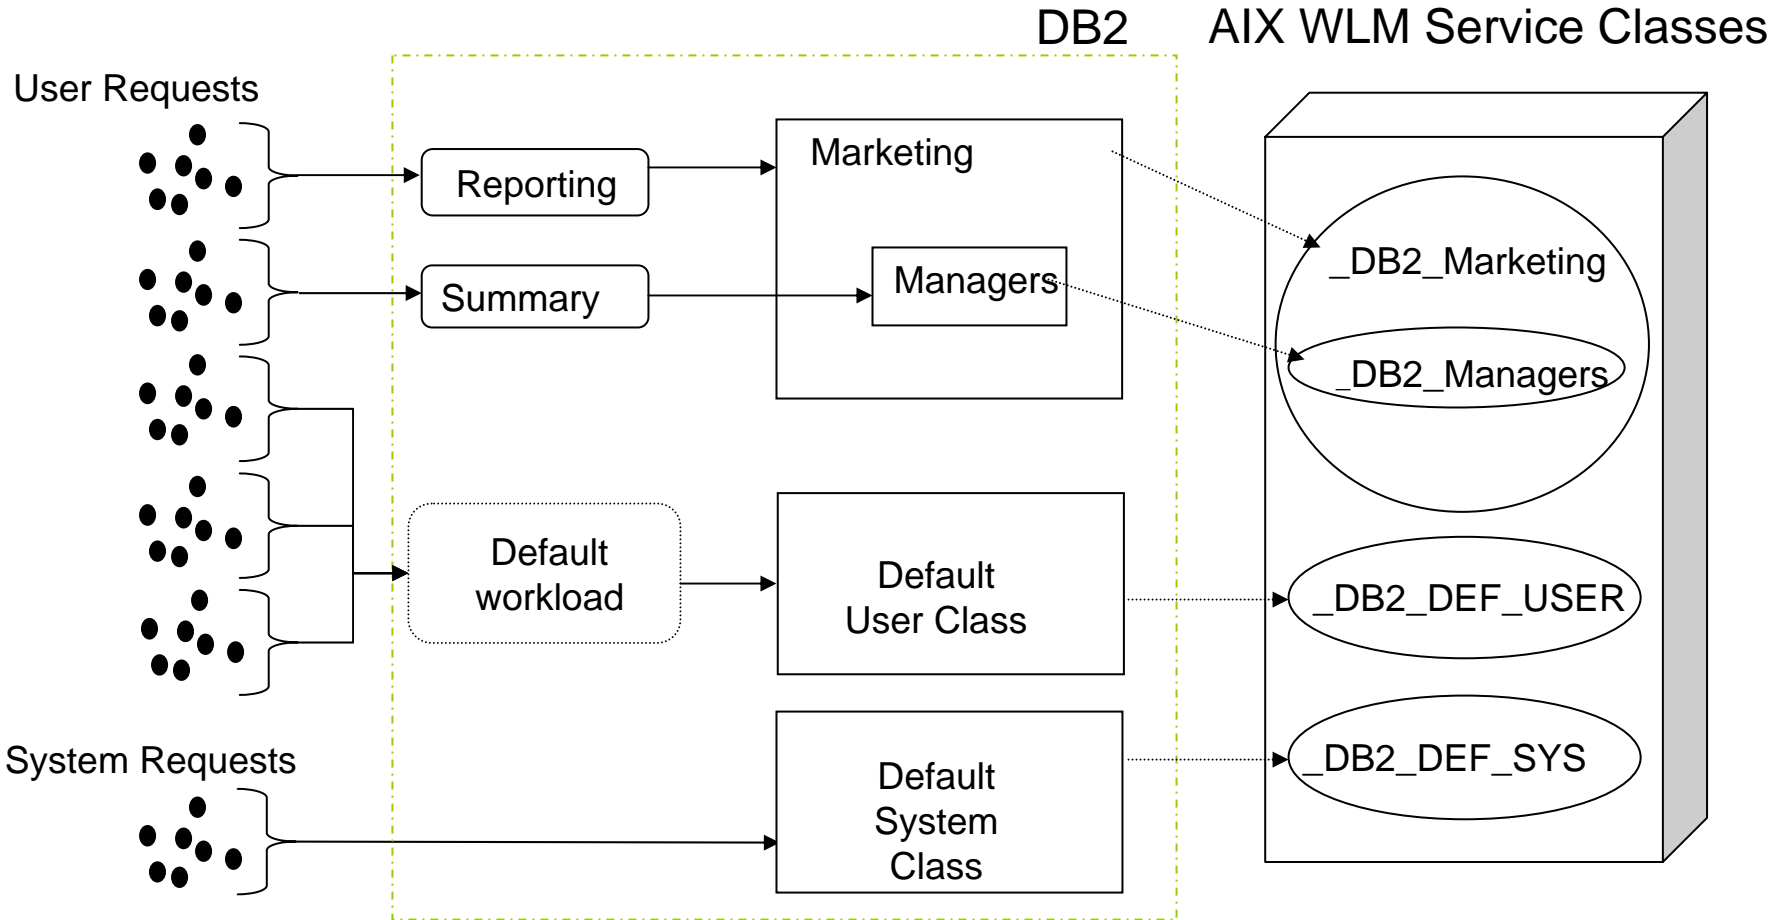 DB2
AIX WLM Service Classes
User Requests
Reporting
Marketing
Summary
Managers
_DB2_Marketing
_DB2_Managers
Default
workload
Default
User Class
_DB2_DEF_USER
System Requests
Default
System
Class
_DB2_DEF_SYS